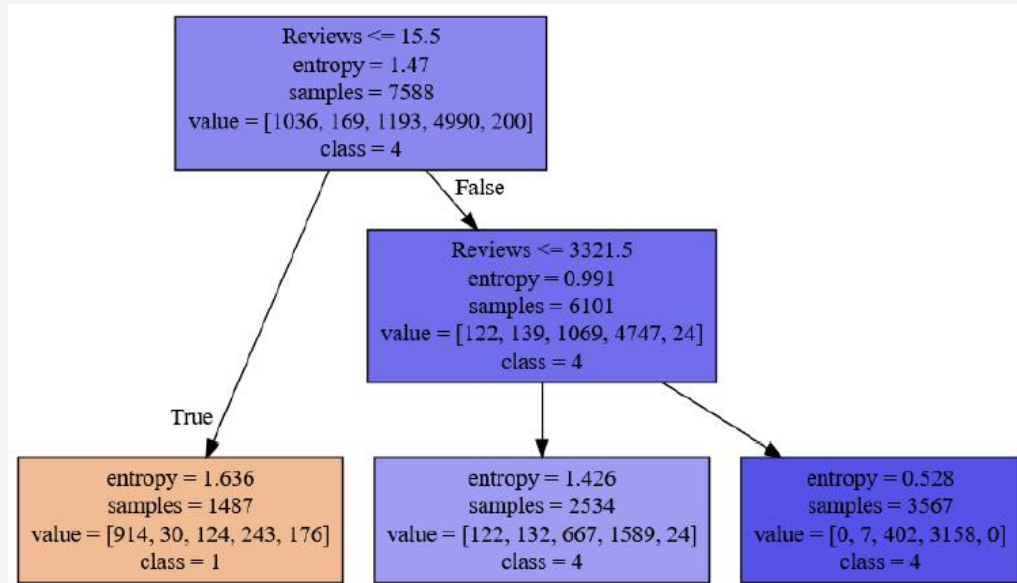 Reviews <= 15.5
entropy = 1.47
samples = 7588
value = [1036, 169, 1193, 4990, 200]
class = 4
False
Reviews <= 3321.5
entropy = 0.991
samples = 6101
value = [122, 139, 1069, 4747, 24]
class = 4
True
entropy = 1.636
samples = 1487
value = [914, 30, 124, 243, 176]
class = 1
entropy = 1.426
samples = 2534
value = [122, 132, 667, 1589, 24]
class = 4
entropy = 0.528
samples = 3567
value = [0, 7, 402, 3158, 0]
class = 4